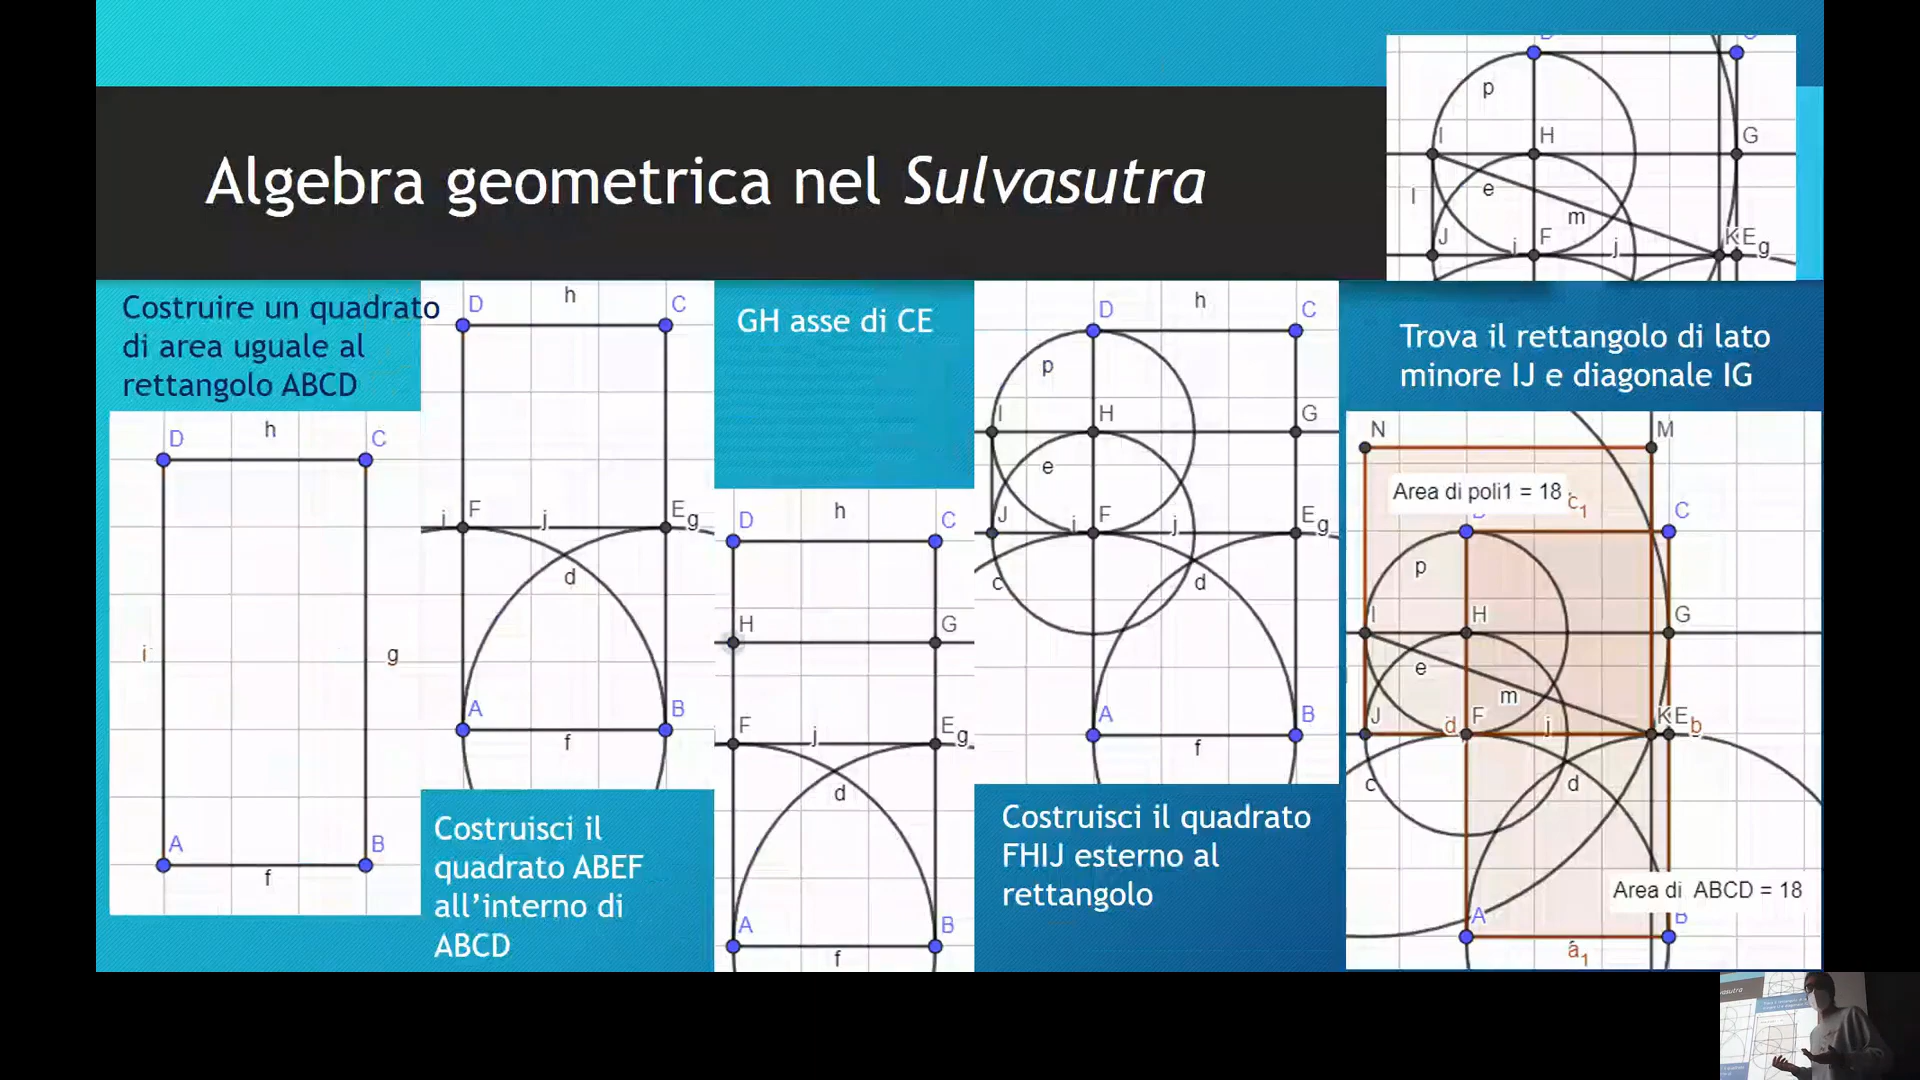 Algebra geometrica nel Sulvasutra
p
I
H
G
l
e
m
J
i
F
j
K
E
g
Costruire un quadrato
di area uguale al
rettangolo ABCD
h
D
C
i
g
A
B
f
D
h
C
i
F
j
E
g
d
A
B
f
Costruisci il
quadrato ABEF
all'interno di
ABCD
GH asse di CE
h
D
C
H
G
F
j
E
g
d
A
B
f
h
D
C
p
I
H
G
e
J
i
F
j
E
g
c
d
A
B
f
Costruisci il quadrato
FHIJ esterno al
rettangolo
Trova il rettangolo di lato
minore IJ e diagonale IG
N
M
Area di poli1 = 18
c1
C
p
I
H
G
e
m
J
d
F
j
K
E
b
c
d
Area di ABCD = 18
A
B
a1